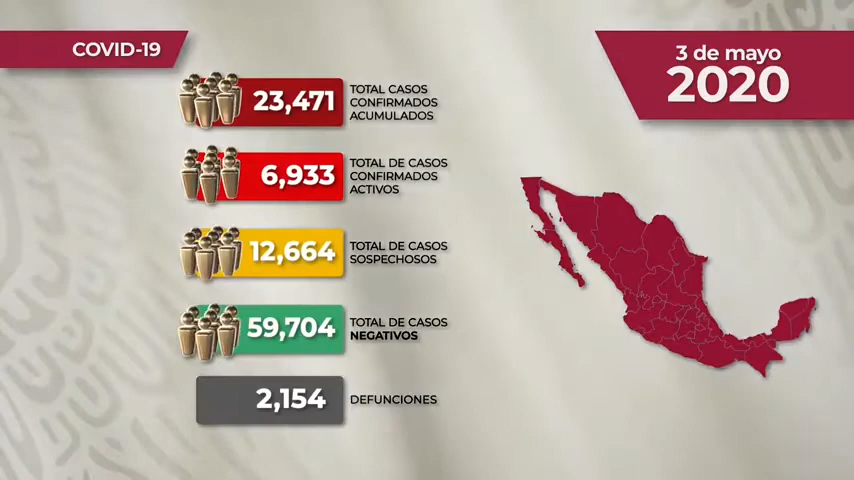 COVID-19
3 de mayo
2020
23,471
TOTAL CASOS
CONFIRMADOS
ACUMULADOS
6,933
TOTAL DE CASOS
CONFIRMADOS
ACTIVOS
12,664
TOTAL DE CASOS
SOSPECHOSOS
59,704
TOTAL DE CASOS
NEGATIVOS
2,154
DEFUNCIONES